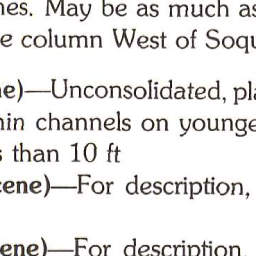 nes. May be as much as
e column West of Soqu
ne)—Unconsolidated, pla
hin channels on younge
s than 10 ft
cene)—For description,
ene)—For description,